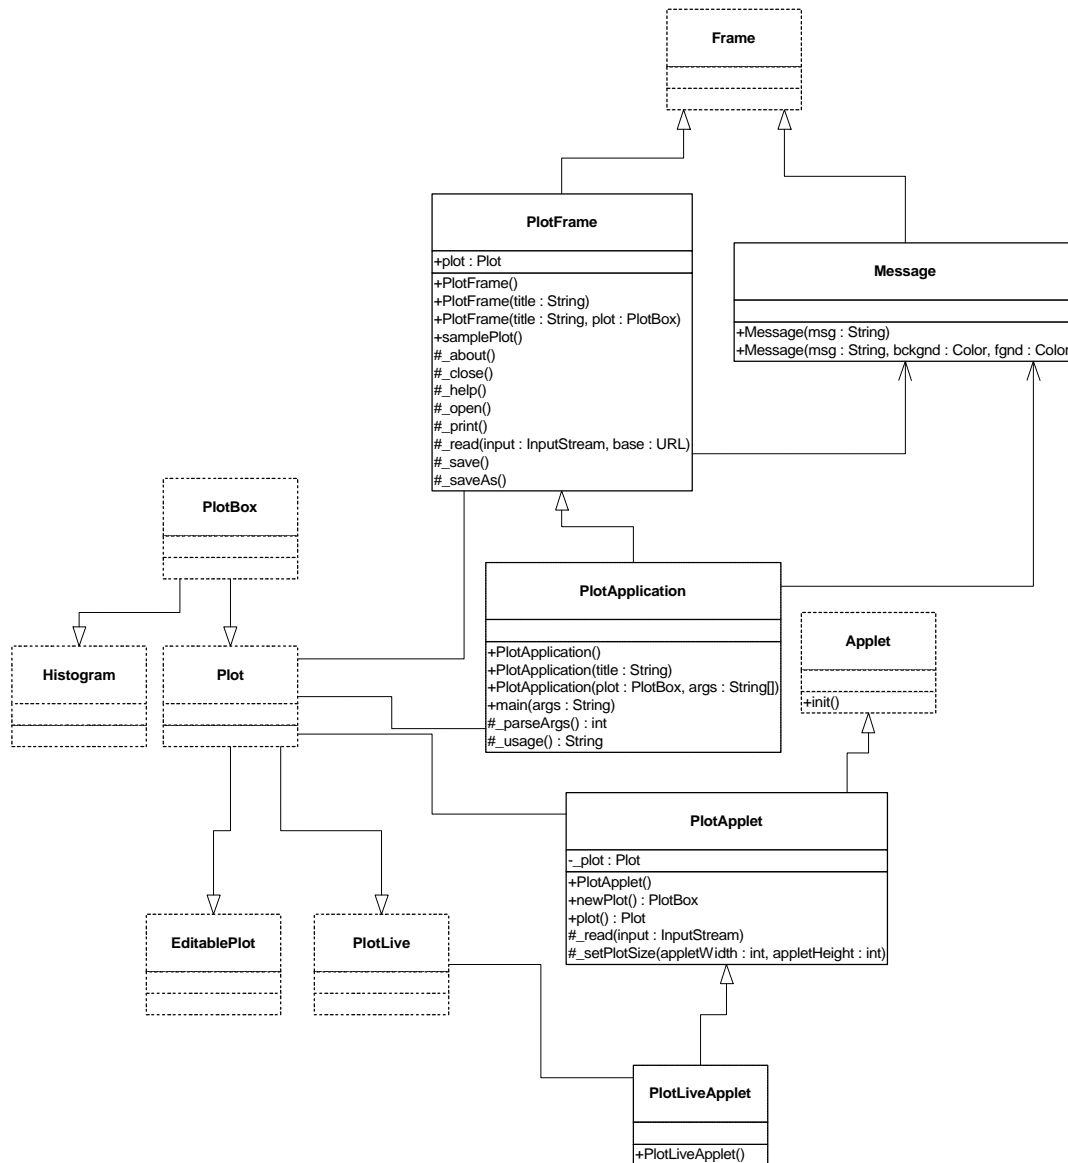 Frame
PlotFrame
+plot : Plot
+PlotFrame()
+PlotFrame(title : String)
+PlotFrame(title : String, plot : PlotBox)
+samplePlot()
#_about()
#_close()
#_help()
#_open()
#_print()
#_read(input : InputStream, base : URL)
#_save()
#_saveAs()
Message
+Message(msg : String)
+Message(msg : String, bckgnd : Color, fgnd : Color
PlotBox
PlotApplication
+PlotApplication()
+PlotApplication(title : String)
+PlotApplication(plot : PlotBox, args : String[])
+main(args : String)
#_parseArgs() : int
#_usage() : String
Applet
+init()
Histogram
Plot
PlotApplet
-_plot : Plot
+PlotApplet()
+newPlot() : PlotBox
+plot() : Plot
#_read(input : InputStream)
#_setPlotSize(appletWidth : int, appletHeight : int)
EditablePlot
PlotLive
PlotLiveApplet
+PlotLiveApplet()